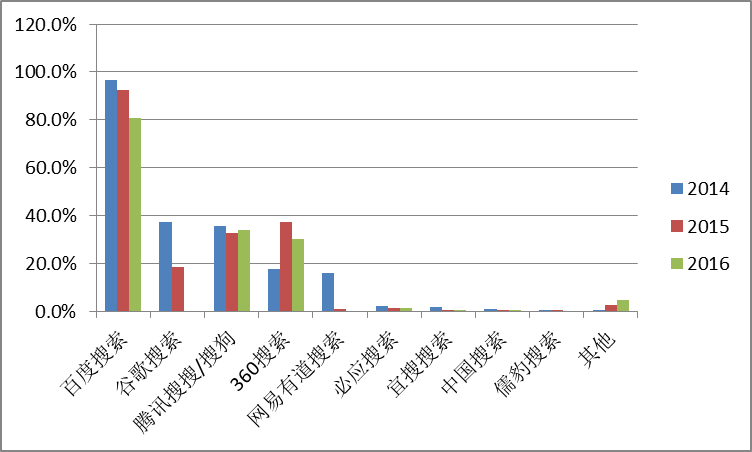 120.0%
100.0%
80.0%
60.0%
40.0%
20.0%
0.0%
百度搜索
谷歌搜索
腾讯搜搜/搜狗
360搜索
网易有道搜索
必应搜索
宜搜搜索
中国搜索
儒豹搜索
其他
2014
2015
2016